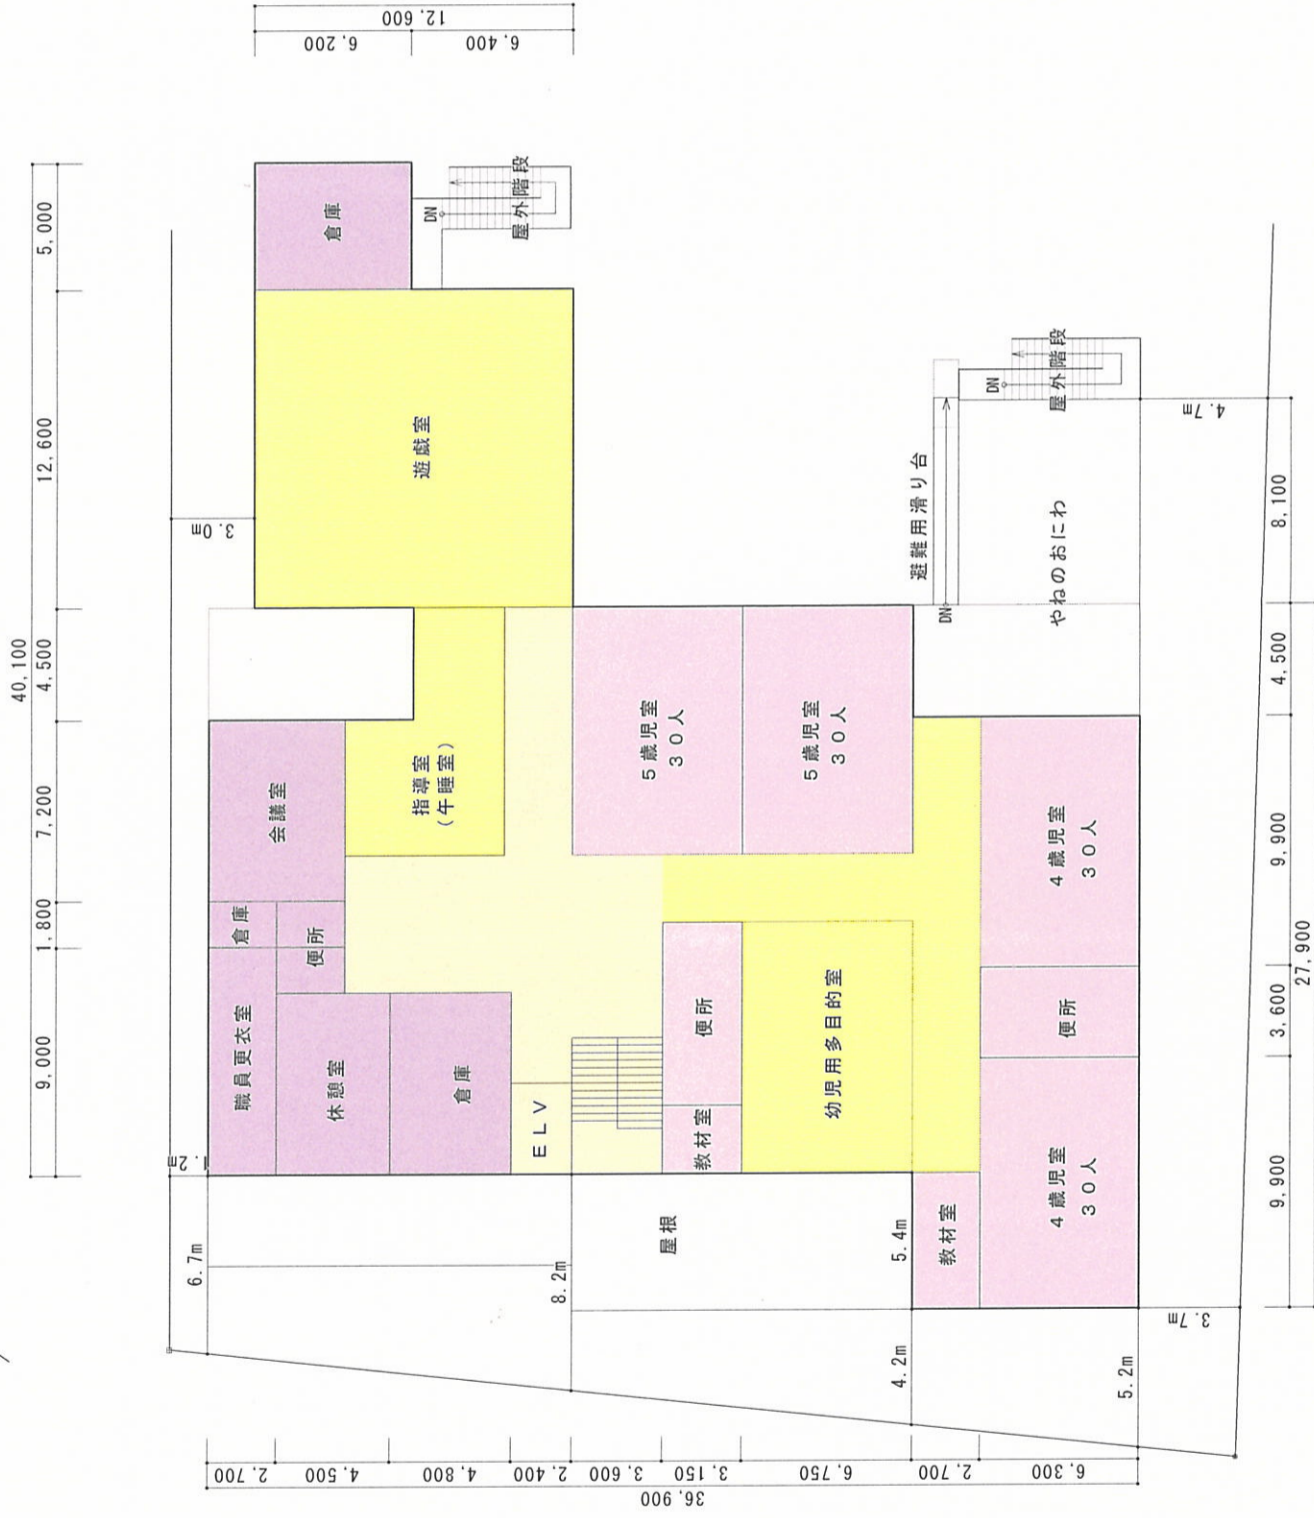 12,600
6,200
6,400
40,100
9,000
1,800
7,200
4,500
12,600
5,000
倉庫
DN
屋外階段
遊戯室
3.0m
会議室
指導室
(午睡室)
倉庫
便所
職員更衣室
休憩室
倉庫
ELV
1.2m
6.7m
8.2m
5歳児室
30人
5歳児室
30人
便所
教材室
幼児用多目的室
屋根
5.4m
4.2m
教材室
4歳児室
30人
便所
4歳児室
30人
避難用滑り台
DN
やねのおにわ
DN
屋外階段
4.7m
3.7m
5.2m
2,700
4,500
4,800
2,400
3,600
3,150
6,750
2,700
6,300
36,900
9,900
3,600
9,900
4,500
8,100
27,900